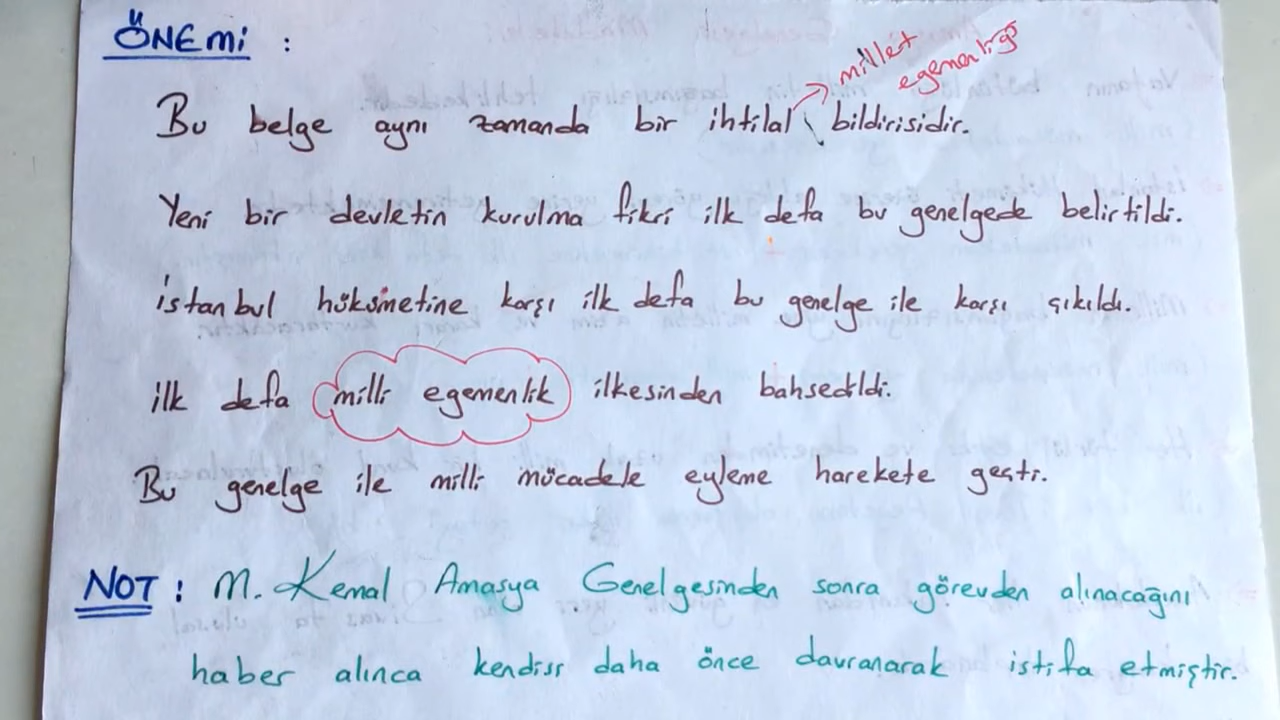 ÖNEMİ :
millet
egemenliği
Bu belge aynı zamanda bir ihtilal bildirisidir.
Yeni bir devletin kurulma fikri ilk defa bu genelgede belirtildi.
İstanbul hükümetine karşı ilk defa bu genelge ile karşı çıkıldı.
İlk defa milli egemenlik ilkesinden bahsedildi.
Bu genelge ile milli mücadele eyleme harekete geçti.
NOT : M. Kemal Amasya Genelgesinden sonra görevden alınacağını
haber alınca kendisi daha önce davranarak istifa etmiştir.